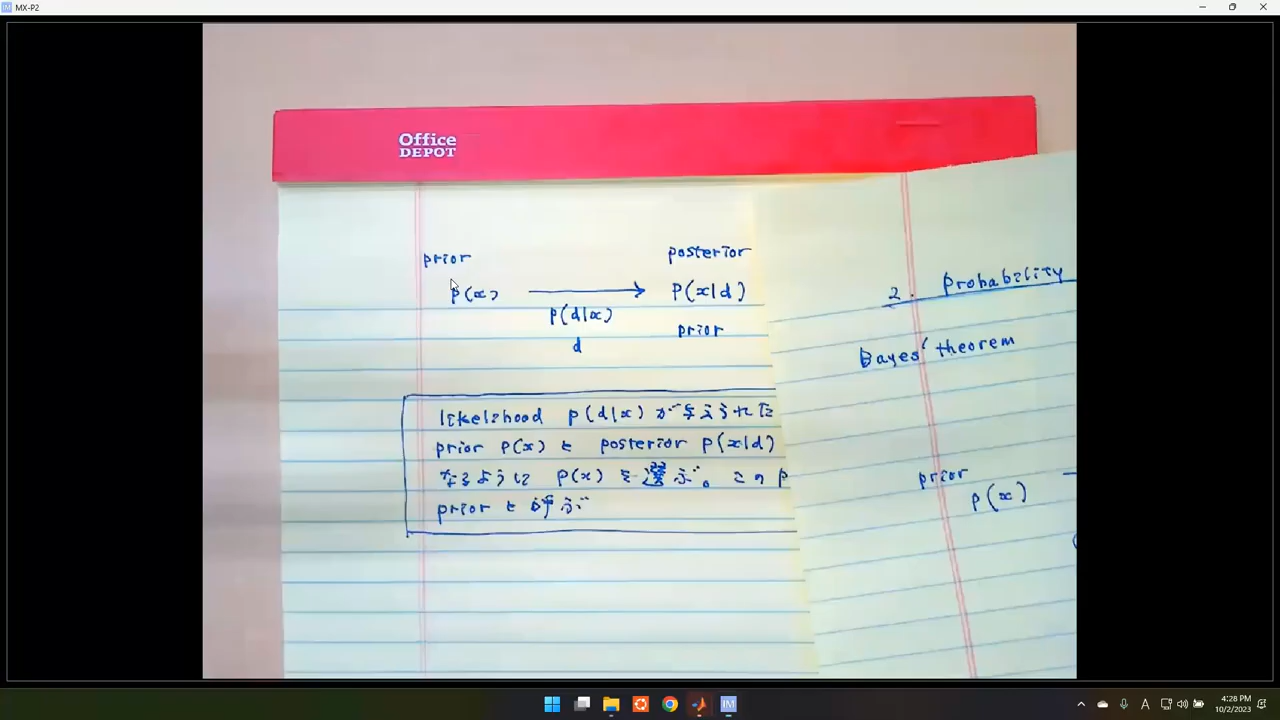 MX-P2
Office
DEPOT
prior
p(x)
p(d|x)
d
posterior
p(x|d)
prior
likelihood p(d|x) が与えられた
prior p(x) と posterior p(x|d)
なるように p(x) を選ぶ。この p
prior と呼ぶ
2. probability
Bayes' theorem
prior
p(x)
A
4:28 PM
10/2/2023